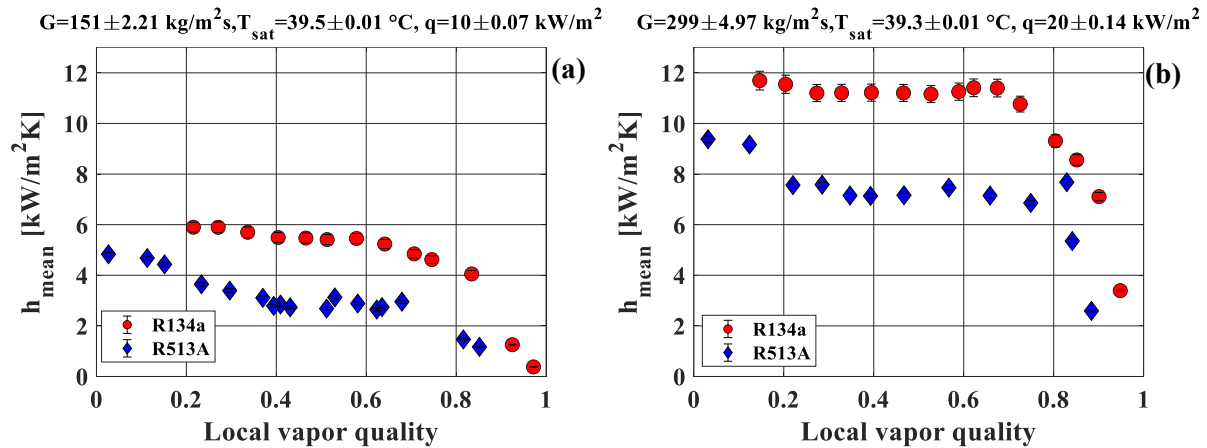 G=151±2.21 kg/m²s,T_sat=39.5±0.01 °C, q=10±0.07 kW/m²
(a)
h_mean [kW/m²K]
12
10
8
6
4
2
0
R134a
R513A
0 0.2 0.4 0.6 0.8 1
Local vapor quality
G=299±4.97 kg/m²s,T_sat=39.3±0.01 °C, q=20±0.14 kW/m²
(b)
h_mean [kW/m²K]
12
10
8
6
4
2
0
R134a
R513A
0 0.2 0.4 0.6 0.8 1
Local vapor quality